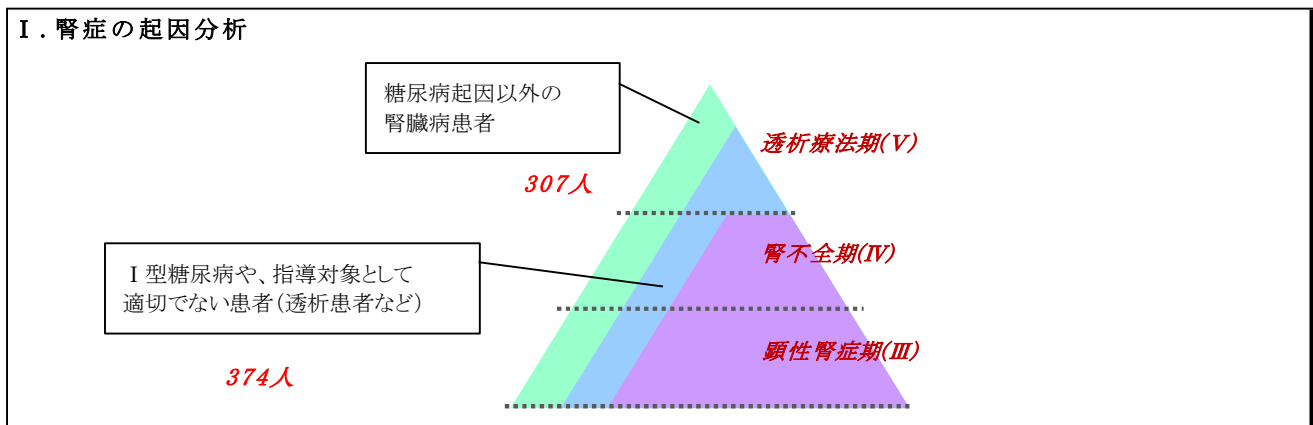 Ⅰ．腎症の起因分析
糖尿病起因以外の
腎臓病患者
透析療法期(Ⅴ)
307人
腎不全期(Ⅳ)
Ⅰ型糖尿病や、指導対象として
適切でない患者（透析患者など）
顕性腎症期(Ⅲ)
374人